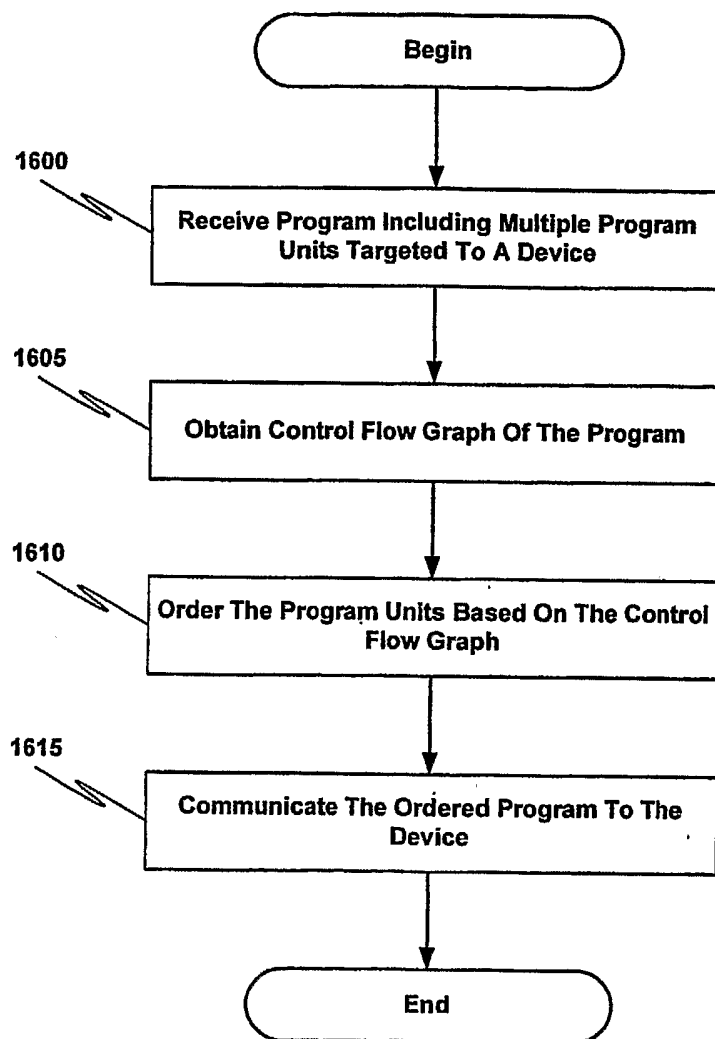 Begin
1600
Receive Program Including Multiple Program
Units Targeted To A Device
1605
Obtain Control Flow Graph Of The Program
1610
Order The Program Units Based On The Control
Flow Graph
1615
Communicate The Ordered Program To The
Device
End